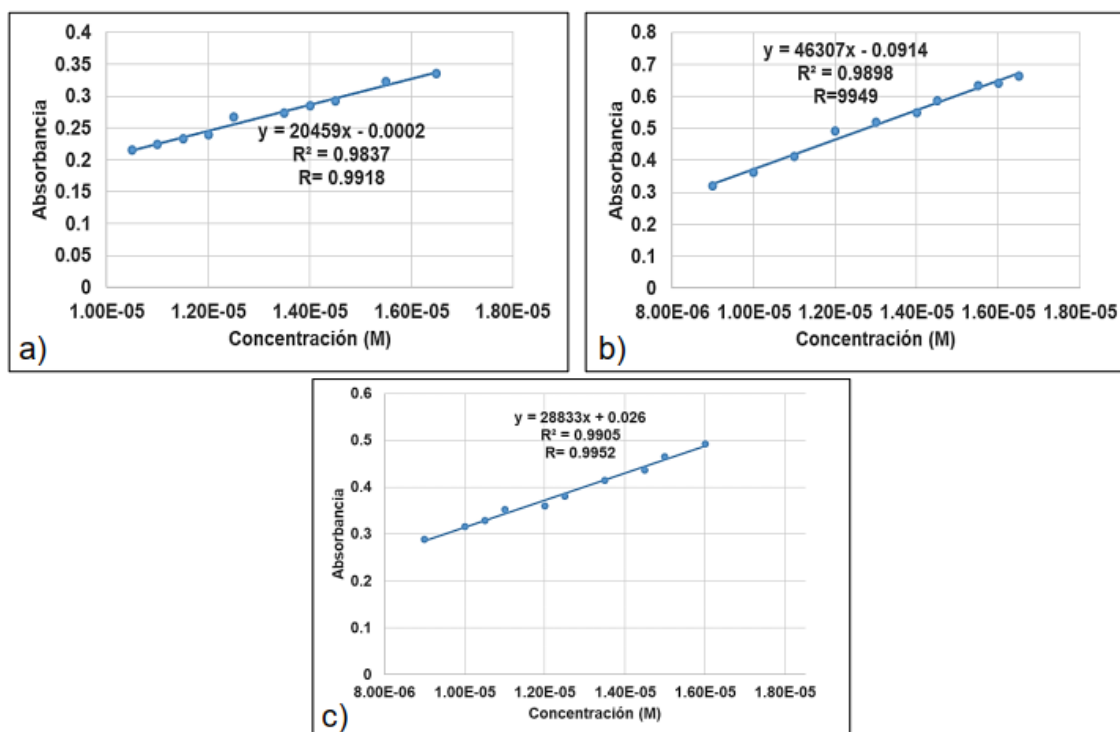 0.4
0.35
0.3
0.25
0.2
0.15
0.1
0.05
0
Absorbancia
y = 20459x - 0.0002
R² = 0.9837
R= 0.9918
1.00E-05 1.20E-05 1.40E-05 1.60E-05 1.80E-05
Concentración (M)
a)
0.8
0.7
0.6
0.5
0.4
0.3
0.2
0.1
0
Absorbancia
y = 46307x - 0.0914
R² = 0.9898
R=9949
8.00E-06 1.00E-05 1.20E-05 1.40E-05 1.60E-05 1.80E-05
Concentración (M)
b)
0.6
0.5
0.4
0.3
0.2
0.1
0
Absorbancia
y = 28833x + 0.026
R² = 0.9905
R= 0.9952
8.00E-06 1.00E-05 1.20E-05 1.40E-05 1.60E-05 1.80E-05
Concentración (M)
c)